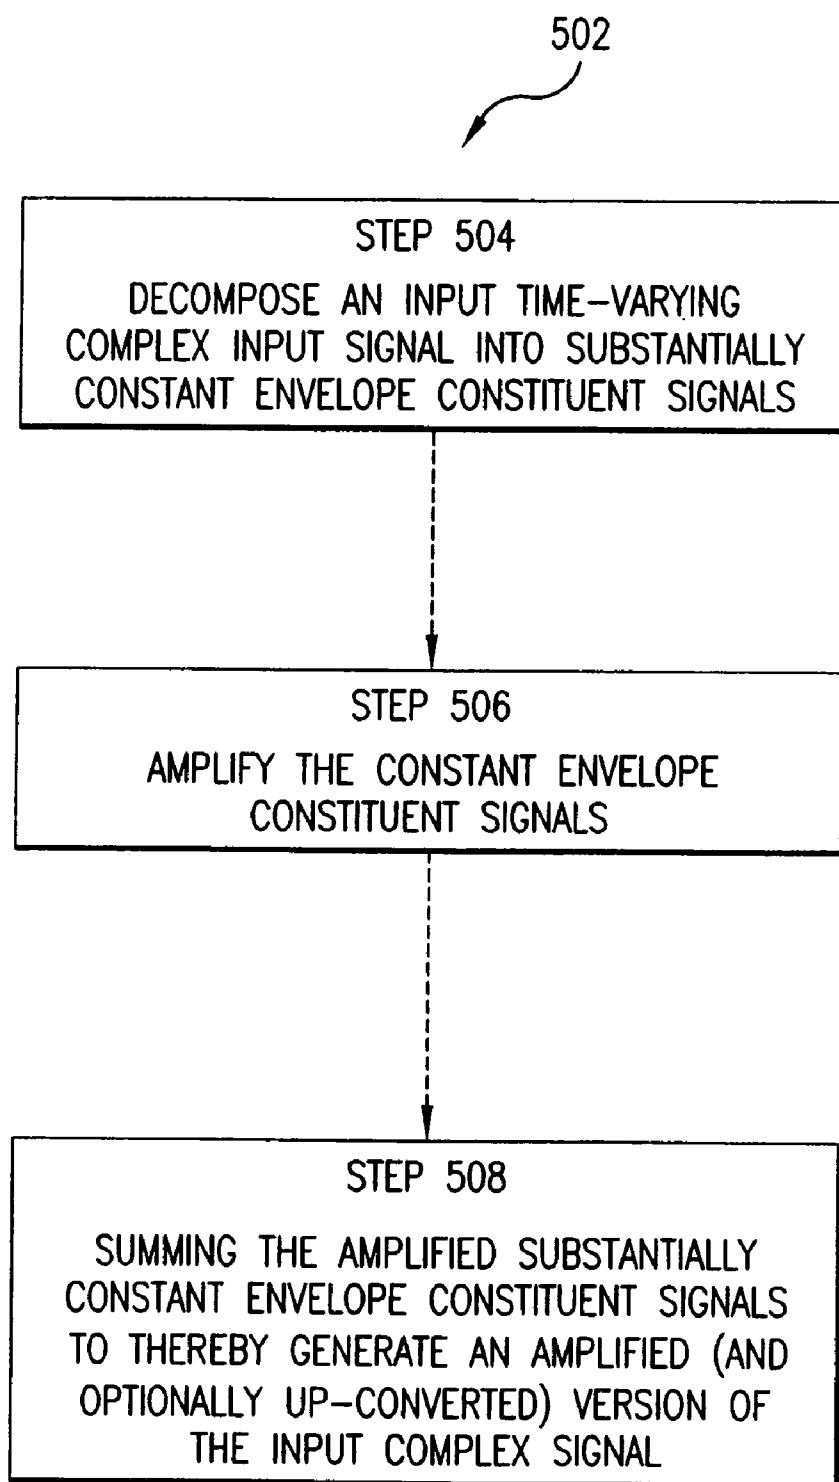 502
STEP 504
DECOMPOSE AN INPUT TIME-VARYING
COMPLEX INPUT SIGNAL INTO SUBSTANTIALLY
CONSTANT ENVELOPE CONSTITUENT SIGNALS
STEP 506
AMPLIFY THE CONSTANT ENVELOPE
CONSTITUENT SIGNALS
STEP 508
SUMMING THE AMPLIFIED SUBSTANTIALLY
CONSTANT ENVELOPE CONSTITUENT SIGNALS
TO THEREBY GENERATE AN AMPLIFIED (AND
OPTIONALLY UP-CONVERTED) VERSION OF
THE INPUT COMPLEX SIGNAL